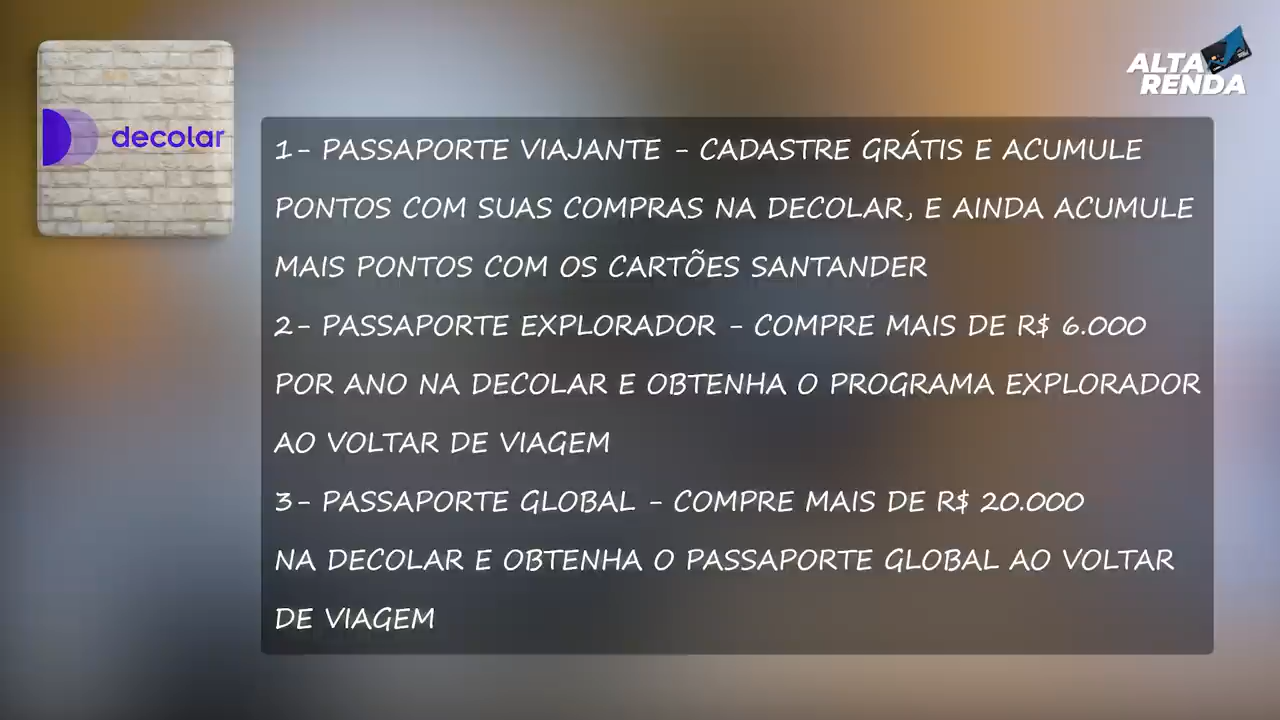 decolar
ALTA
RENDA
1- PASSAPORTE VIAJANTE - CADASTRE GRÁTIS E ACUMULE
PONTOS COM SUAS COMPRAS NA DECOLAR, E AINDA ACUMULE
MAIS PONTOS COM OS CARTÕES SANTANDER
2- PASSAPORTE EXPLORADOR - COMPRE MAIS DE R$ 6.000
POR ANO NA DECOLAR E OBTENHA O PROGRAMA EXPLORADOR
AO VOLTAR DE VIAGEM
3- PASSAPORTE GLOBAL - COMPRE MAIS DE R$ 20.000
NA DECOLAR E OBTENHA O PASSAPORTE GLOBAL AO VOLTAR
DE VIAGEM